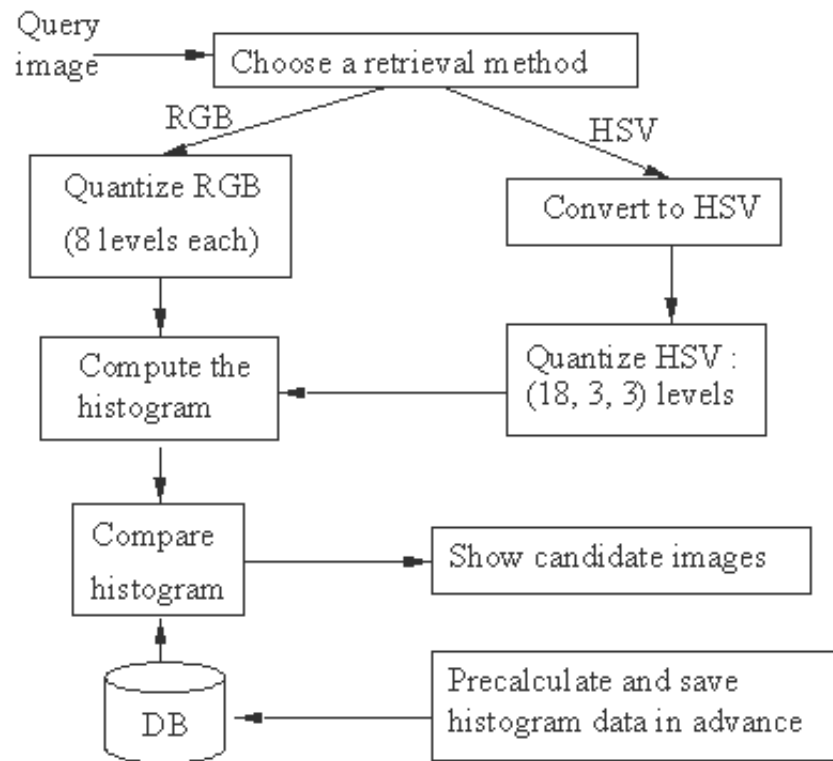 Query
image
Choose a retrieval method
RGB
HSV
Quantize RGB
(8 levels each)
Convert to HSV
Compute the
histogram
Quantize HSV :
(18, 3, 3) levels
Compare
histogram
Show candidate images
DB
Precalculate and save
histogram data in advance